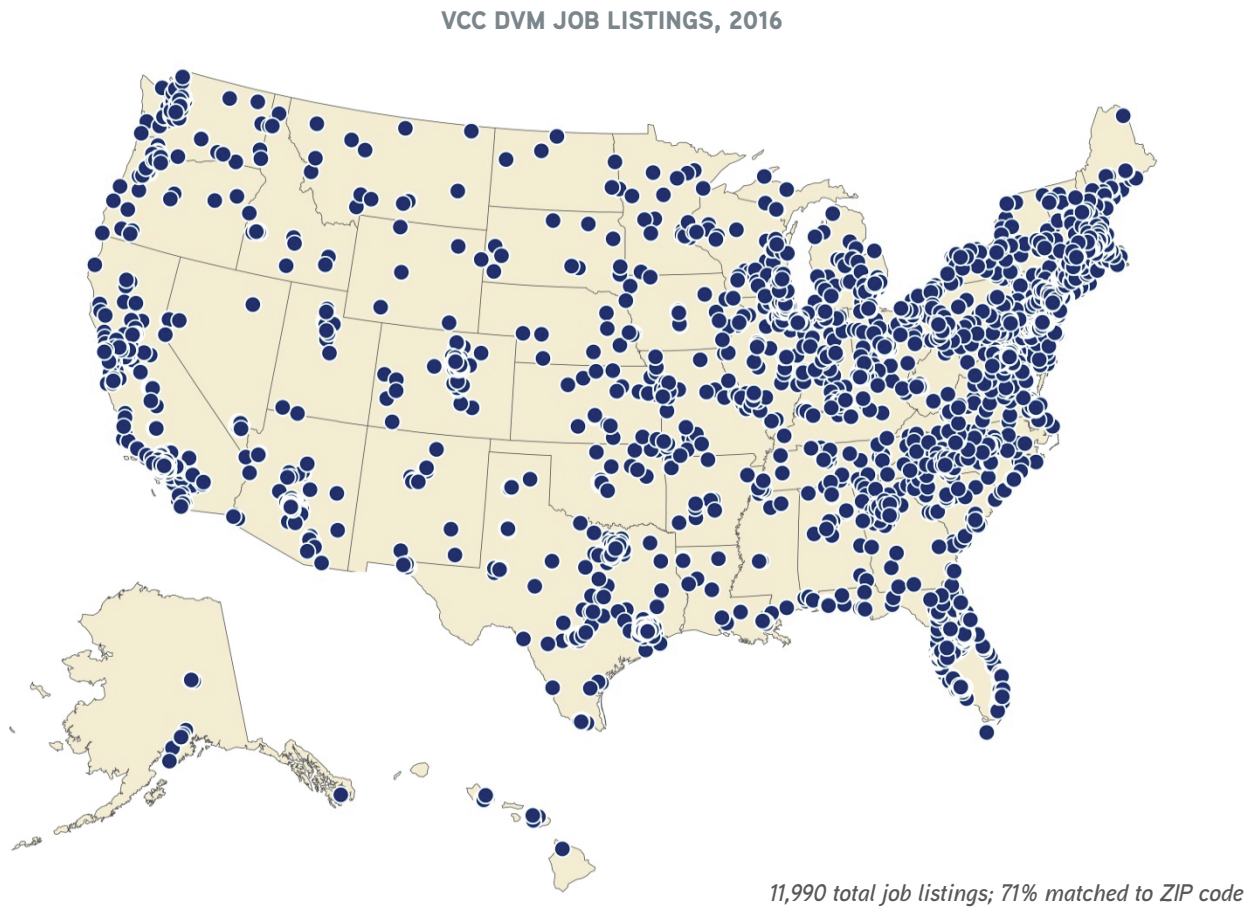 VCC DVM JOB LISTINGS, 2016
11,990 total job listings; 71% matched to ZIP code